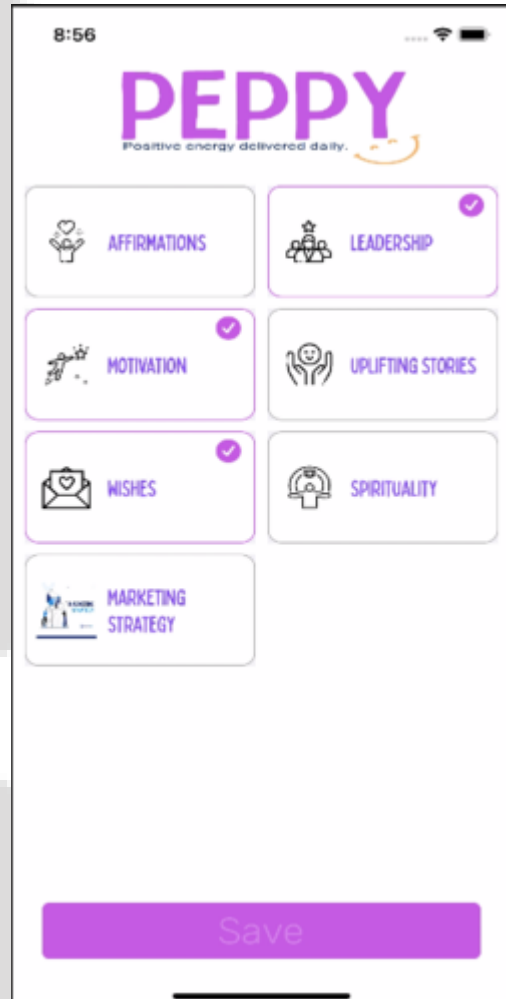 8:56
PEPPY
Positive energy delivered daily.
AFFIRMATIONS
LEADERSHIP
MOTIVATION
UPLIFTING STORIES
WISHES
SPIRITUALITY
MARKETING
STRATEGY
Save